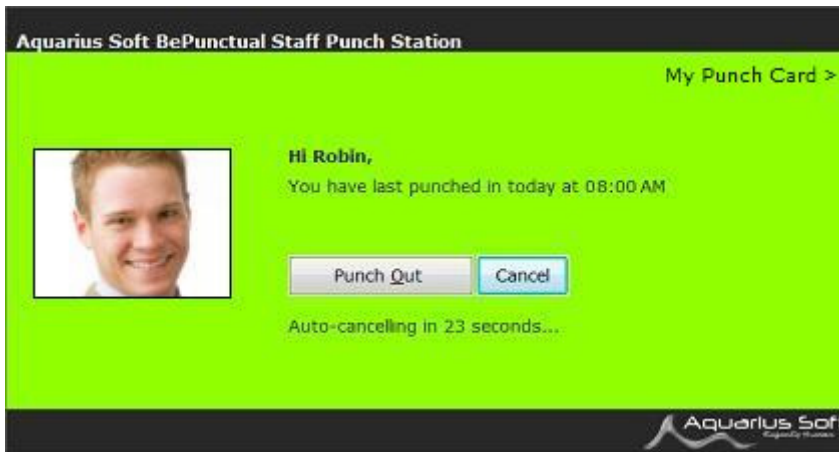 Aquarius Soft BePunctual Staff Punch Station
My Punch Card >
Hi Robin,
You have last punched in today at 08:00 AM
Punch Out
Cancel
Auto-cancelling in 23 seconds...
Aquarius Sof